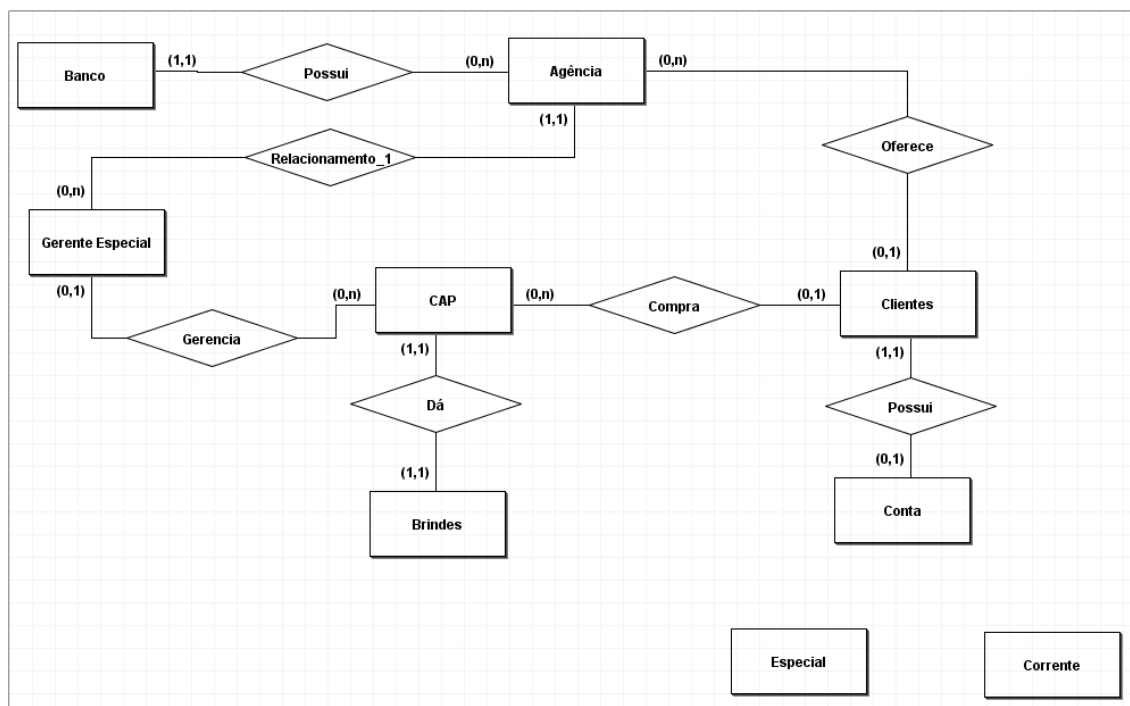 Banco
(1,1)
Possui
(0,n)
Agência
(0,n)
(1,1)
Oferece
Relacionamento_1
(0,n)
Gerente Especial
(0,1)
(0,1)
Gerencia
(0,n)
CAP
(0,n)
Compra
(0,1)
Clientes
(1,1)
(1,1)
Dá
Possui
(1,1)
(0,1)
Brindes
Conta
Especial
Corrente